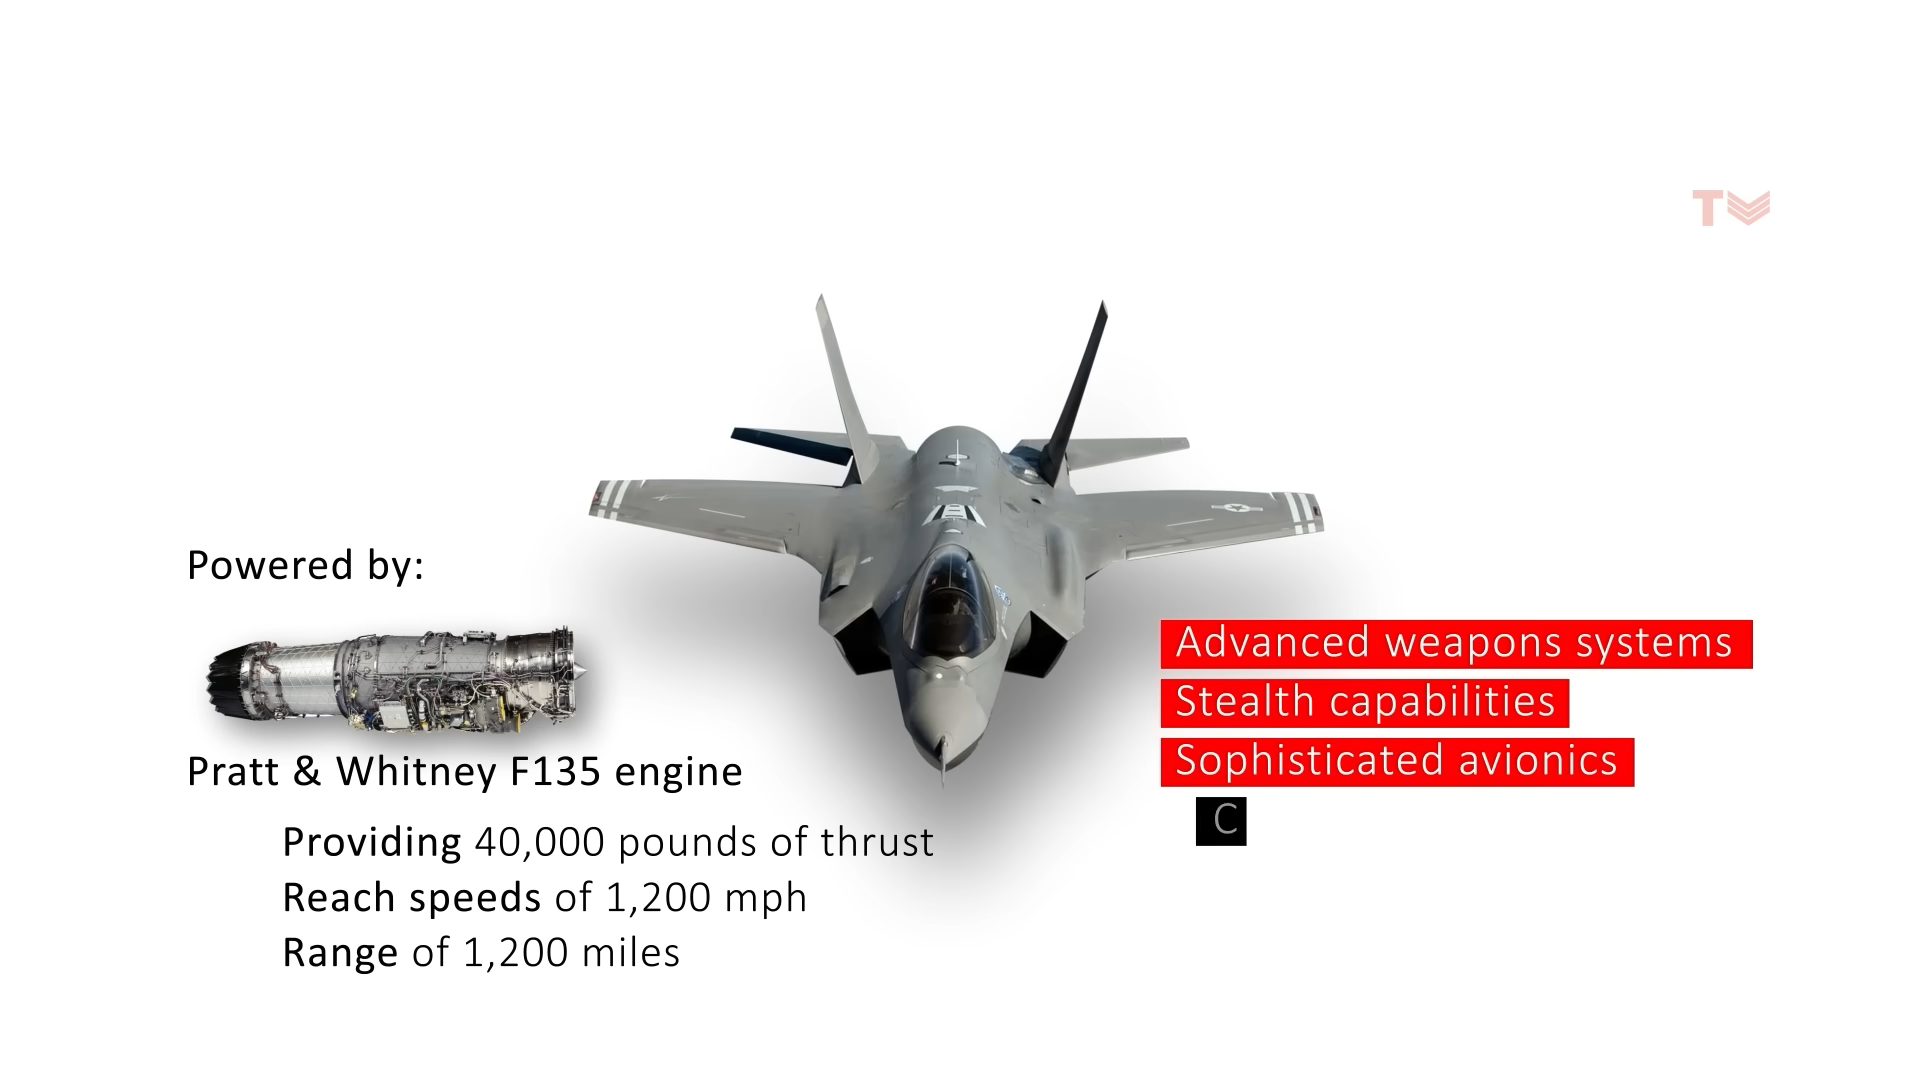 T
Powered by:
Pratt & Whitney F135 engine
Providing 40,000 pounds of thrust
Reach speeds of 1,200 mph
Range of 1,200 miles
Advanced weapons systems
Stealth capabilities
Sophisticated avionics
C